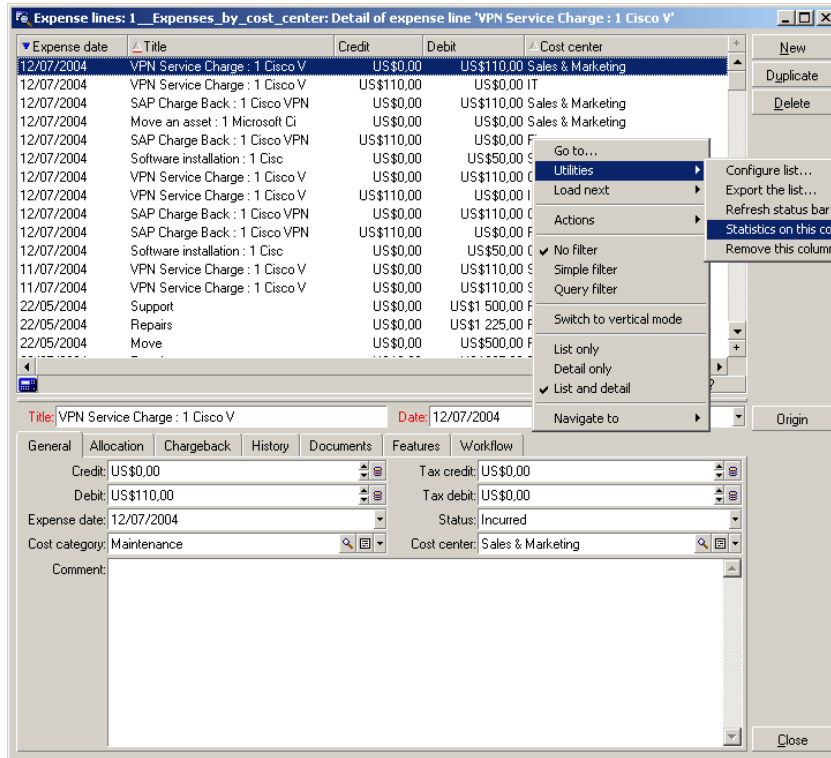 Expense lines: 1__Expenses_by_cost_center: Detail of expense line 'VPN Service Charge : 1 Cisco V'
Expense date Title Credit Debit Cost center
12/07/2004 VPN Service Charge : 1 Cisco V US$0,00 US$110,00 Sales & Marketing
12/07/2004 VPN Service Charge : 1 Cisco V US$110,00 US$0,00 IT
12/07/2004 SAP Charge Back : 1 Cisco VPN US$0,00 US$110,00 Sales & Marketing
12/07/2004 Move an asset : 1 Microsoft Ci US$0,00 US$0,00 Sales & Marketing
12/07/2004 SAP Charge Back : 1 Cisco VPN US$110,00 US$0,00
12/07/2004 Software installation : 1 Cisc US$0,00 US$50,00
12/07/2004 VPN Service Charge : 1 Cisco V US$0,00 US$110,00
12/07/2004 VPN Service Charge : 1 Cisco V US$110,00 US$0,00
12/07/2004 SAP Charge Back : 1 Cisco VPN US$0,00 US$110,00
12/07/2004 SAP Charge Back : 1 Cisco VPN US$110,00 US$0,00
12/07/2004 Software installation : 1 Cisc US$0,00 US$50,00
11/07/2004 VPN Service Charge : 1 Cisco V US$0,00 US$110,00
11/07/2004 VPN Service Charge : 1 Cisco V US$0,00 US$110,00
22/05/2004 Support US$0,00 US$1 500,00
22/05/2004 Repairs US$0,00 US$1 225,00
22/05/2004 Move US$0,00 US$500,00
New
Duplicate
Delete
Go to...
Utilities
Load next
Actions
No filter
Simple filter
Query filter
Switch to vertical mode
List only
Detail only
List and detail
Navigate to
Configure list...
Export the list...
Refresh status bar
Statistics on this co
Remove this column
Title: VPN Service Charge : 1 Cisco V Date: 12/07/2004
Origin
General Allocation Chargeback History Documents Features Workflow
Credit: US$0,00 Tax credit: US$0,00
Debit: US$110,00 Tax debit: US$0,00
Expense date: 12/07/2004 Status: Incurred
Cost category: Maintenance Cost center: Sales & Marketing
Comment:
Close